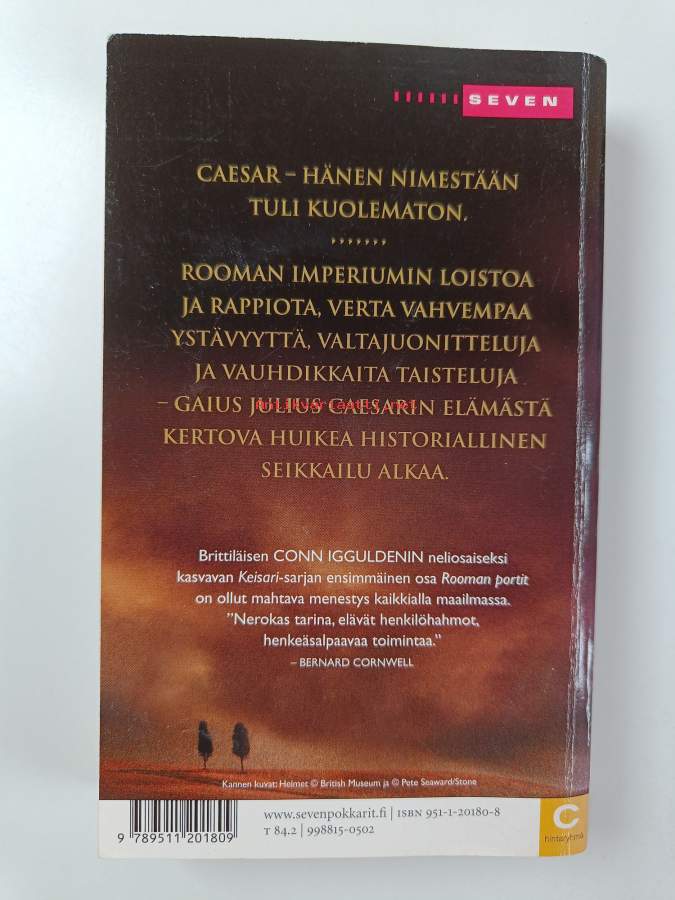 SEVEN
CAESAR – HÄNEN NIMESTÄÄN
TULI KUOLEMATON.
,,,,,,,
ROOMAN IMPERIUMIN LOISTOA
JA RAPPIOTA, VERTA VAHVEMPAA
YSTÄVYYTTÄ, VALTAJUONITTELUJA
JA VAUHDIKKAITA TAISTELUJA
– GAIUS JULIUS CAESARIN ELÄMÄSTÄ
antikvariaatti.net
KERTOVA HUIKEA HISTORIALLINEN
SEIKKAILU ALKAA.
Brittiläisen CONN IGGULDENIN neliosaiseksi
kasvavan Keisari-sarjan ensimmäinen osa Rooman portit
on ollut mahtava menestys kaikkialla maailmassa.
”Nerokas tarina, elävät henkilöhahmot,
henkeäsalpaavaa toimintaa.”
– BERNARD CORNWELL
Kannen kuvat: Helmet © British Museum ja © Pete Seaward/Stone
www.sevenpokkarit.fi | ISBN 951-1-20180-8
T 84.2 | 998815-0502
9 789511 201809
C
hintaryhmä